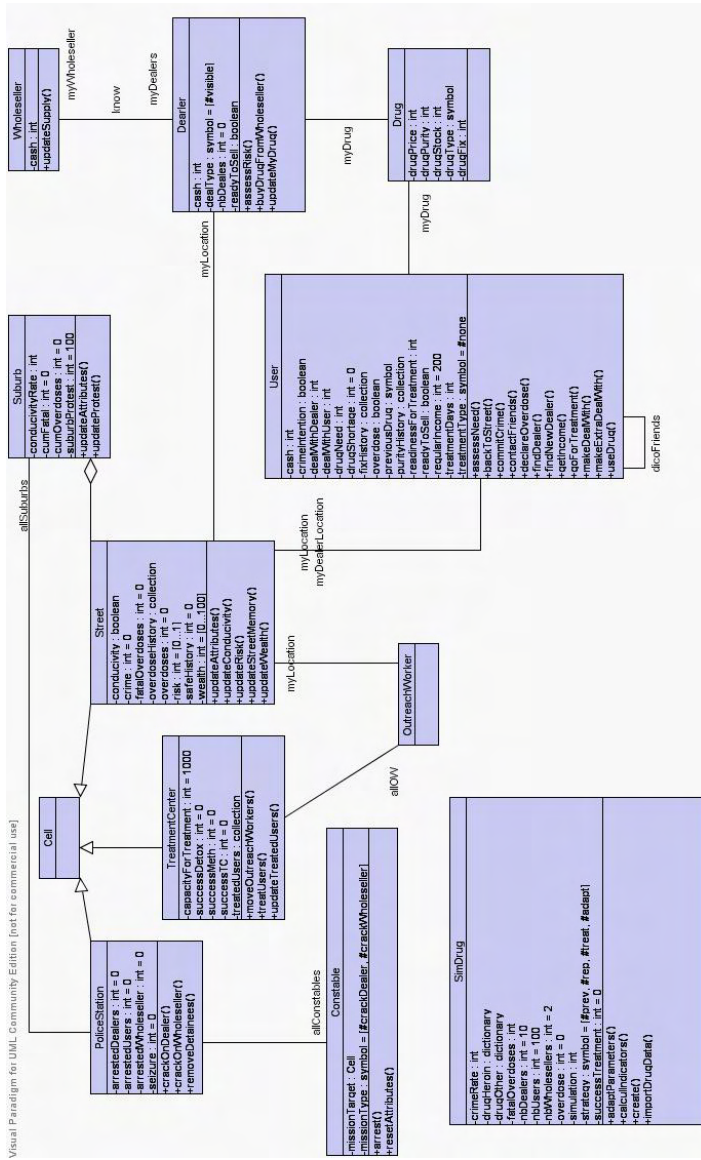 Visual Paradigm for UML Community Edition [not for commercial use]
PoliceStation
-arrestedDealers : int = 0
-arrestedUsers : int = 0
-arrestedWholeseller : int = 0
-seizure : int = 0
+crackOnDealer()
+crackOnWholeseller()
+removeDetainees()
Cell
allSuburbs
Suburb
-conducivityRate : int
-cumFatal : int = 0
-cumOverdoses : int = 0
-suburbProtest : int = 100
+updateAttributes()
+updateProtest()
Wholeseller
-cash : int
+updateSupply()
myWholeseller
know
myDealers
TreatmentCenter
-capacityForTreatment : int = 1000
-successDetox : int = 0
-successMeth : int = 0
-successTC : int = 0
-treatedUsers : collection
+moveOutreachWorkers()
+treatUsers()
+updateTreatedUsers()
Street
-conducivity : boolean
-crime : int = 0
-fatalOverdoses : int = 0
-overdoseHistory : collection
-overdoses : int = 0
-risk : int = [0...1]
-safeHistory : int = 0
-wealth : int = [0...100]
+updateAttributes()
+updateConducivity()
+updateRisk()
+updateStreetMemory()
+updateWealth()
myLocation
Dearler
-cash : int
-dealType : symbol = [#visible]
-nbDeales : int = 0
-readyToSell : boolean
+assessRisk()
+buyDrugFromWholeseller()
+updateMyDrug()
allConstables
Constable
-missionTarget : Cell
-missionType : symbol = [#crackDealer, #crackWholeseller]
+arrest()
+resetAttributes()
allOW
OutreachWorker
myLocation
myLocation
myDealerLocation
User
-cash : int
-crimeIntention : boolean
-dealWithDealer : int
-dealWithUser : int
-drugNeed : int
-drugShortage : int = 0
-fixHistory : collection
-overdose : boolean
-previousDrug : symbol
-purityHistory : collection
-readinessForTreatment : int
-readyToSell : boolean
-regularIncome : int = 200
-treatmentDays : int
-treatmentType : symbol = #none
+assessNeed()
+backToStreet()
+commitCrime()
+contactFriends()
+declareOverdose()
+findDealer()
+findNewDealer()
+getIncome()
+goForTreatment()
+makeDealWith()
+makeExtraDealWith()
+useDrug()
dicoFriends
myDrug
myDrug
Drug
-drugPrice : int
-drugPurity : int
-drugStock : int
-drugType : symbol
-drugFix : int
SimDrug
-crimeRate : int
-drugHeroin : dictionary
-drugOther : dictionary
-fatalOverdoses : int
-nbDealers : int = 10
-nbUsers : int = 100
-nbWholesellers : int = 2
-overdose : int = 0
-simulation : int
-strategy : symbol = [#prev, #rep, #treat, #adapt]
-successTreatment : int = 0
+adaptParameters()
+calculIndicators()
+create()
+importDrugData()